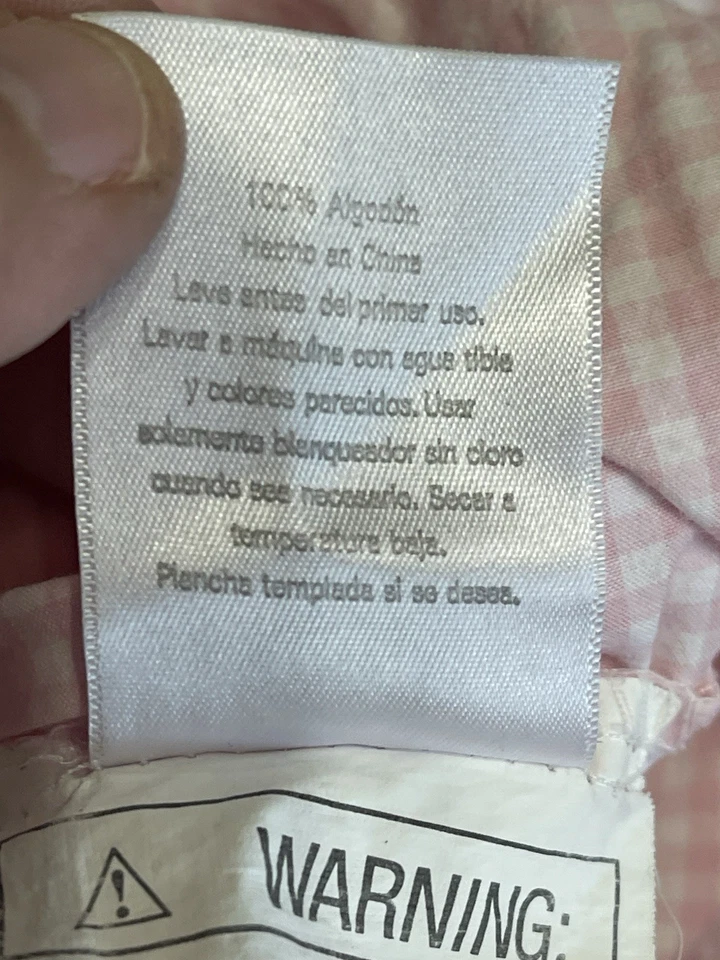 100% Algodón
Hecho en China
Lave antes del primer uso.
Lavar a máquina con agua tibia
y colores parecidos. Usar
solamente blanqueador sin cloro
cuando sea necesario. Secar a
temperatura baja.
Plancha templada si se desea.
WARNING: